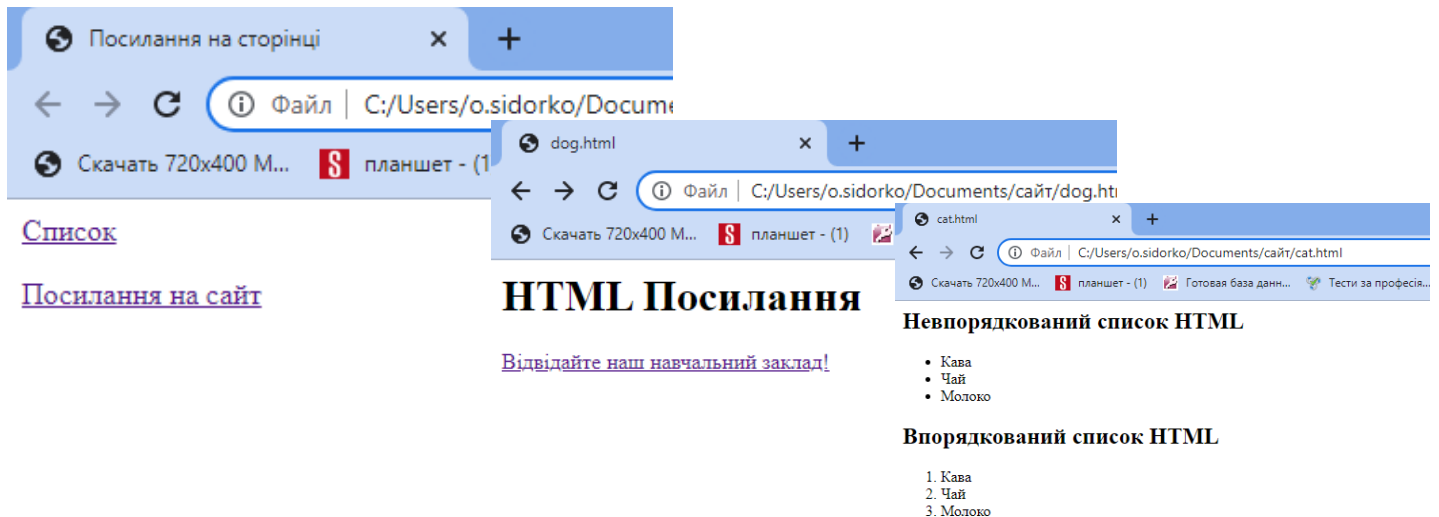 Посилання на сторінці
Файл C:/Users/o.sidorko/Docume
Скачать 720x400 M... планшет - (1
Список
Посилання на сайт
dog.html
Файл C:/Users/o.sidorko/Documents/сайт/dog.ht
Скачать 720x400 M... планшет - (1)
HTML Посилання
Відвідайте наш навчальний заклад!
cat.html
Файл C:/Users/o.sidorko/Documents/сайт/cat.html
Скачать 720x400 M... планшет - (1) Готовая база данн... Тести за професія...
Невпорядкований список HTML
• Кава
• Чай
• Молоко
Впорядкований список HTML
1. Кава
2. Чай
3. Молоко